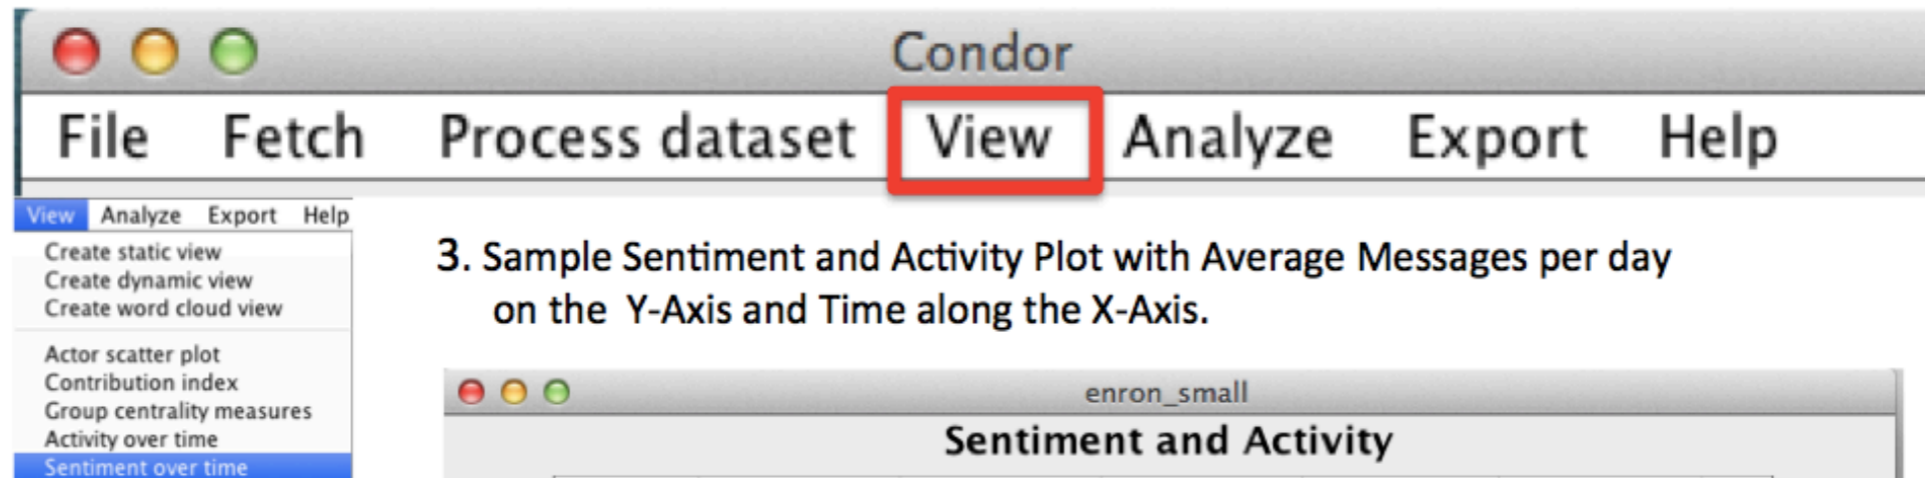 Condor
File Fetch Process dataset View Analyze Export Help
View Analyze Export Help
Create static view
Create dynamic view
Create word cloud view
Actor scatter plot
Contribution index
Group centrality measures
Activity over time
Sentiment over time
3. Sample Sentiment and Activity Plot with Average Messages per day
on the Y-Axis and Time along the X-Axis.
enron_small
Sentiment and Activity